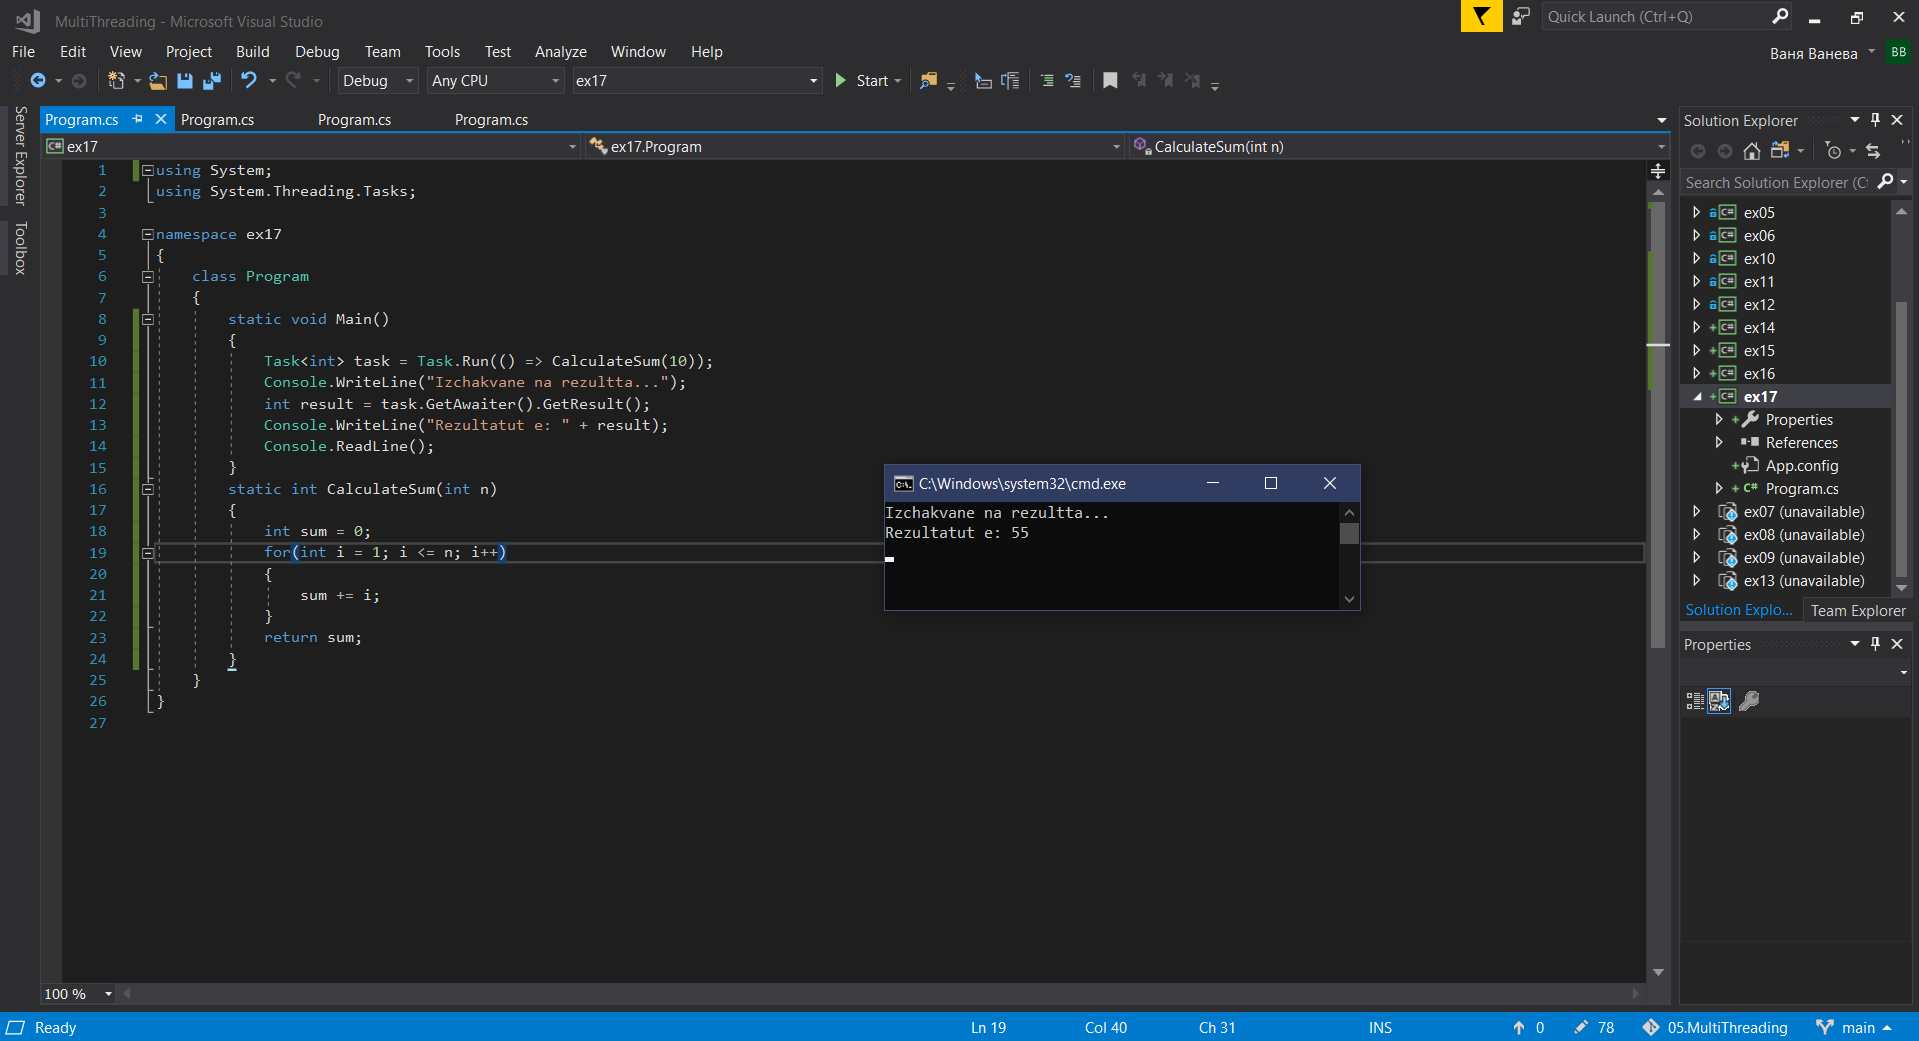 MultiThreading - Microsoft Visual Studio
Quick Launch (Ctrl+Q)
File Edit View Project Build Debug Team Tools Test Analyze Window Help
Ваня Ванева BB
Debug Any CPU ex17 Start
Server Explorer
Toolbox
Program.cs Program.cs Program.cs Program.cs
C# ex17 ex17.Program CalculateSum(int n)
1 using System;
2 using System.Threading.Tasks;
3
4 namespace ex17
5 {
6 class Program
7 {
8 static void Main()
9 {
10 Task<int> task = Task.Run(() => CalculateSum(10));
11 Console.WriteLine("Izchakvane na rezultta...");
12 int result = task.GetAwaiter().GetResult();
13 Console.WriteLine("Rezultatut e: " + result);
14 Console.ReadLine();
15 }
16 static int CalculateSum(int n)
17 {
18 int sum = 0;
19 for(int i = 1; i <= n; i++)
20 {
21 sum += i;
22 }
23 return sum;
24 }
25 }
26 }
27
C:\Windows\system32\cmd.exe
Izchakvane na rezultta...
Rezultatut e: 55
Solution Explorer
Search Solution Explorer (Ct
C# ex05
C# ex06
C# ex10
C# ex11
C# ex12
C# ex14
C# ex15
C# ex16
C# ex17
Properties
References
App.config
C# Program.cs
ex07 (unavailable)
ex08 (unavailable)
ex09 (unavailable)
ex13 (unavailable)
Solution Explo... Team Explorer
Properties
100 %
Ready Ln 19 Col 40 Ch 31 INS 0 78 05.MultiThreading main